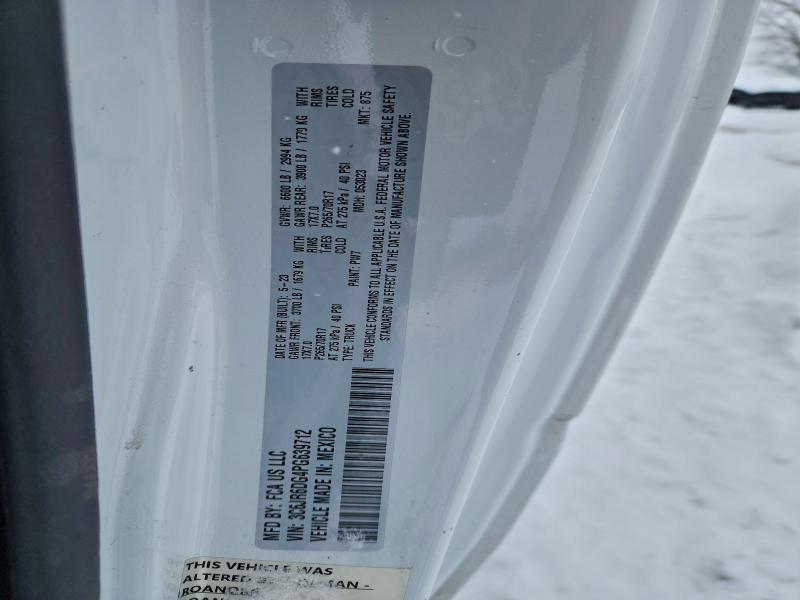 MFD BY: FCA US LLC
VIN: 3C6JR6DG4PG639712
VEHICLE MADE IN: MEXICO
DATE OF MFR (BUILT): 5-23
GAWR FRONT: 3700 LB / 1679 KG WITH
17X7.0 RIMS
P265/70R17 TIRES
AT 275 kPa / 40 PSI COLD
TYPE: TRUCK
GVWR: 6600 LB / 2994 KG
GAWR REAR: 3900 LB / 1779 KG WITH
17X7.0 RIMS
P265/70R17 TIRES
AT 275 kPa / 40 PSI COLD
PAINT: PW7 MDH: 053023 MKT: 875
THIS VEHICLE CONFORMS TO ALL APPLICABLE U.S.A. FEDERAL MOTOR VEHICLE SAFETY
STANDARDS IN EFFECT ON THE DATE OF MANUFACTURE SHOWN ABOVE.
THIS VEHICLE WAS
ALTERED